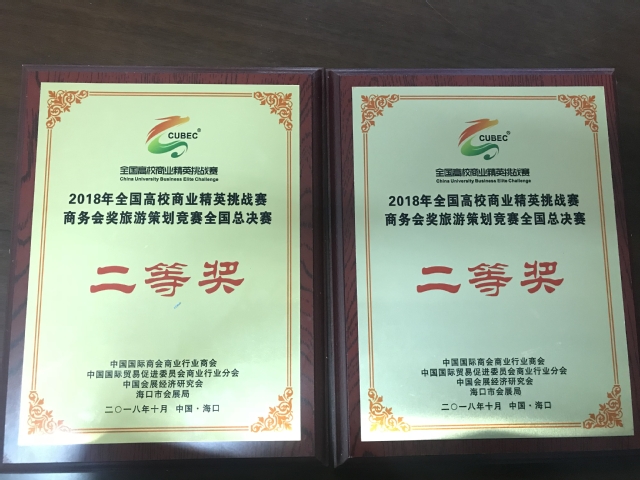 CUBEC®
全国高校商业精英挑战赛
China University Business Elite Challenge
2018年全国高校商业精英挑战赛
商务会奖旅游策划竞赛全国总决赛
二等奖
中国国际商会商业行业商会
中国国际贸易促进委员会商业行业分会
中国会展经济研究会
海口市会展局
二〇一八年十月 中国·海口
CUBEC®
全国高校商业精英挑战赛
China University Business Elite Challenge
2018年全国高校商业精英挑战赛
商务会奖旅游策划竞赛全国总决赛
二等奖
中国国际商会商业行业商会
中国国际贸易促进委员会商业行业分会
中国会展经济研究会
海口市会展局
二〇一八年十月 中国·海口